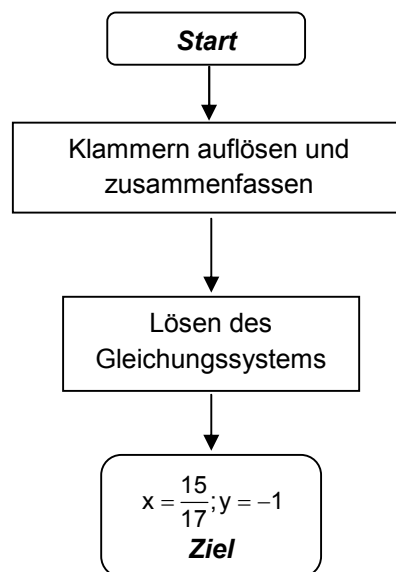 Start
Klammern auflösen und
zusammenfassen
Lösen des
Gleichungssystems
x = 15/17; y = −1
Ziel